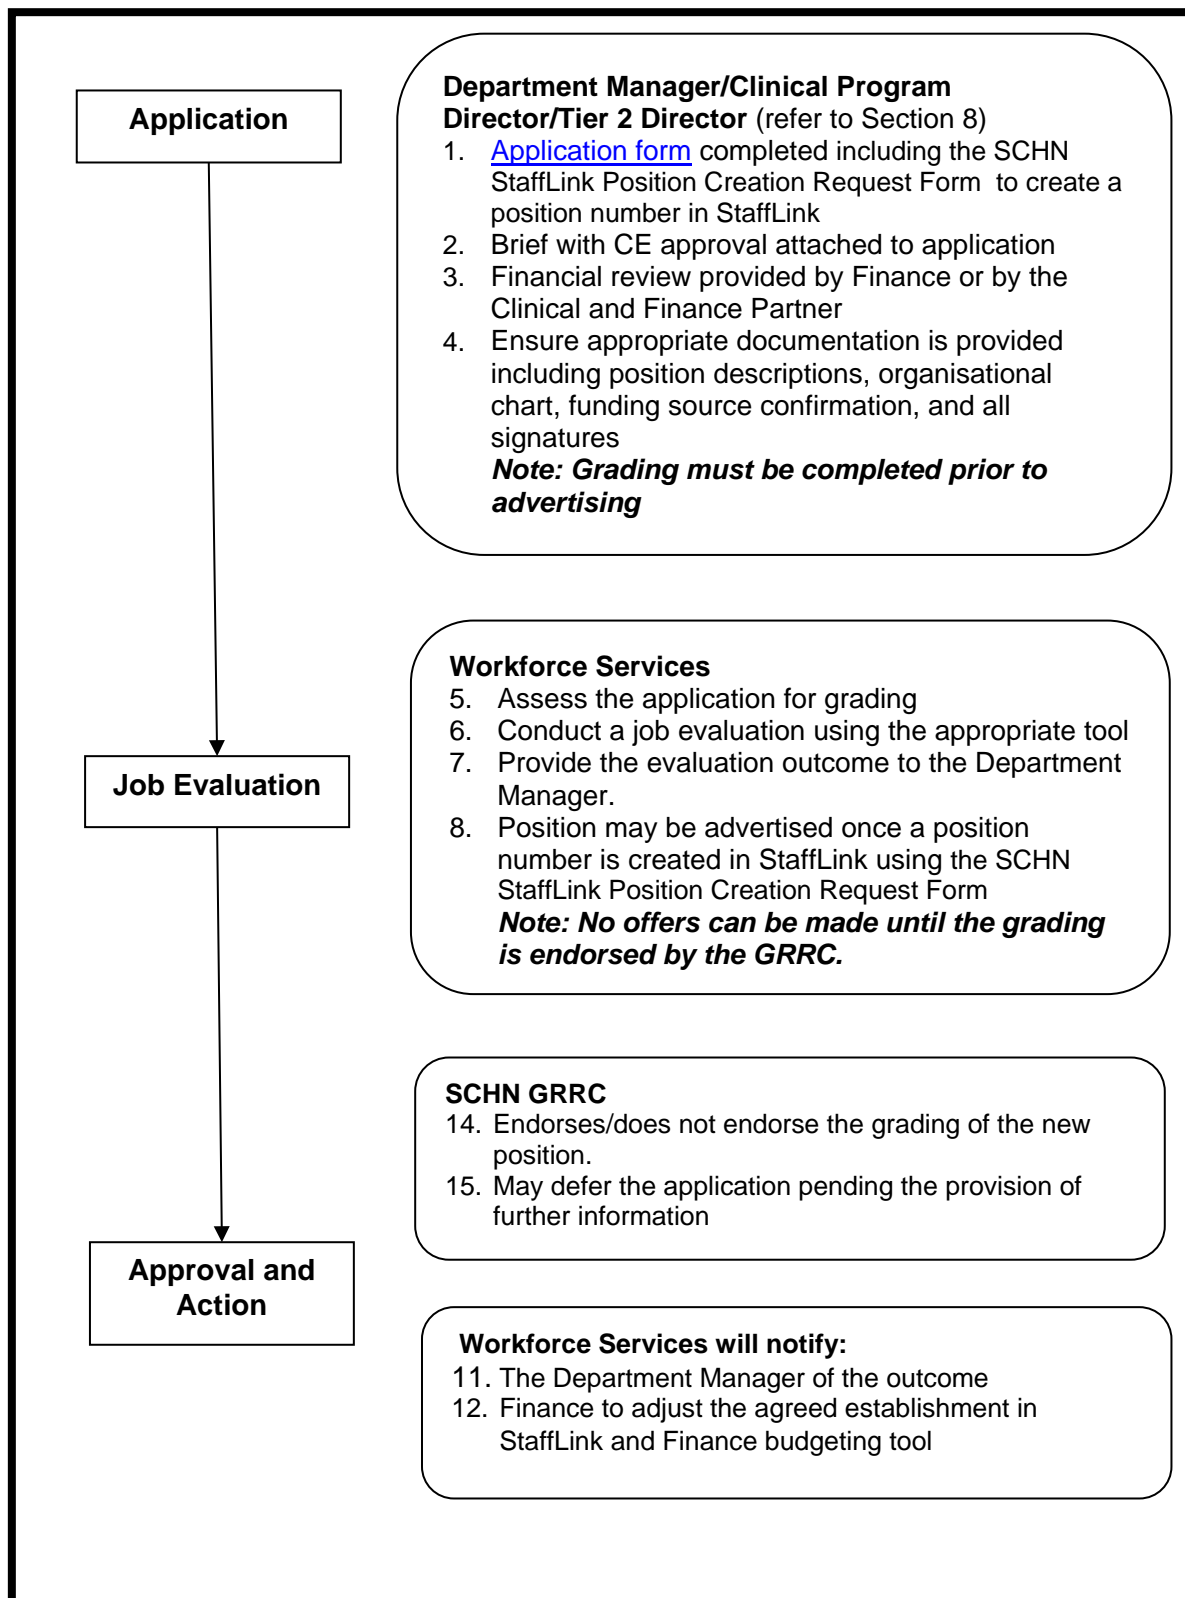 Application
Department Manager/Clinical Program
Director/Tier 2 Director (refer to Section 8)
1. Application form completed including the SCHN
StaffLink Position Creation Request Form to create a
position number in StaffLink
2. Brief with CE approval attached to application
3. Financial review provided by Finance or by the
Clinical and Finance Partner
4. Ensure appropriate documentation is provided
including position descriptions, organisational
chart, funding source confirmation, and all
signatures
Note: Grading must be completed prior to
advertising
Job Evaluation
Workforce Services
5. Assess the application for grading
6. Conduct a job evaluation using the appropriate tool
7. Provide the evaluation outcome to the Department
Manager.
8. Position may be advertised once a position
number is created in StaffLink using the SCHN
StaffLink Position Creation Request Form
Note: No offers can be made until the grading
is endorsed by the GRRC.
SCHN GRRC
14. Endorses/does not endorse the grading of the new
position.
15. May defer the application pending the provision of
further information
Approval and
Action
Workforce Services will notify:
11. The Department Manager of the outcome
12. Finance to adjust the agreed establishment in
StaffLink and Finance budgeting tool